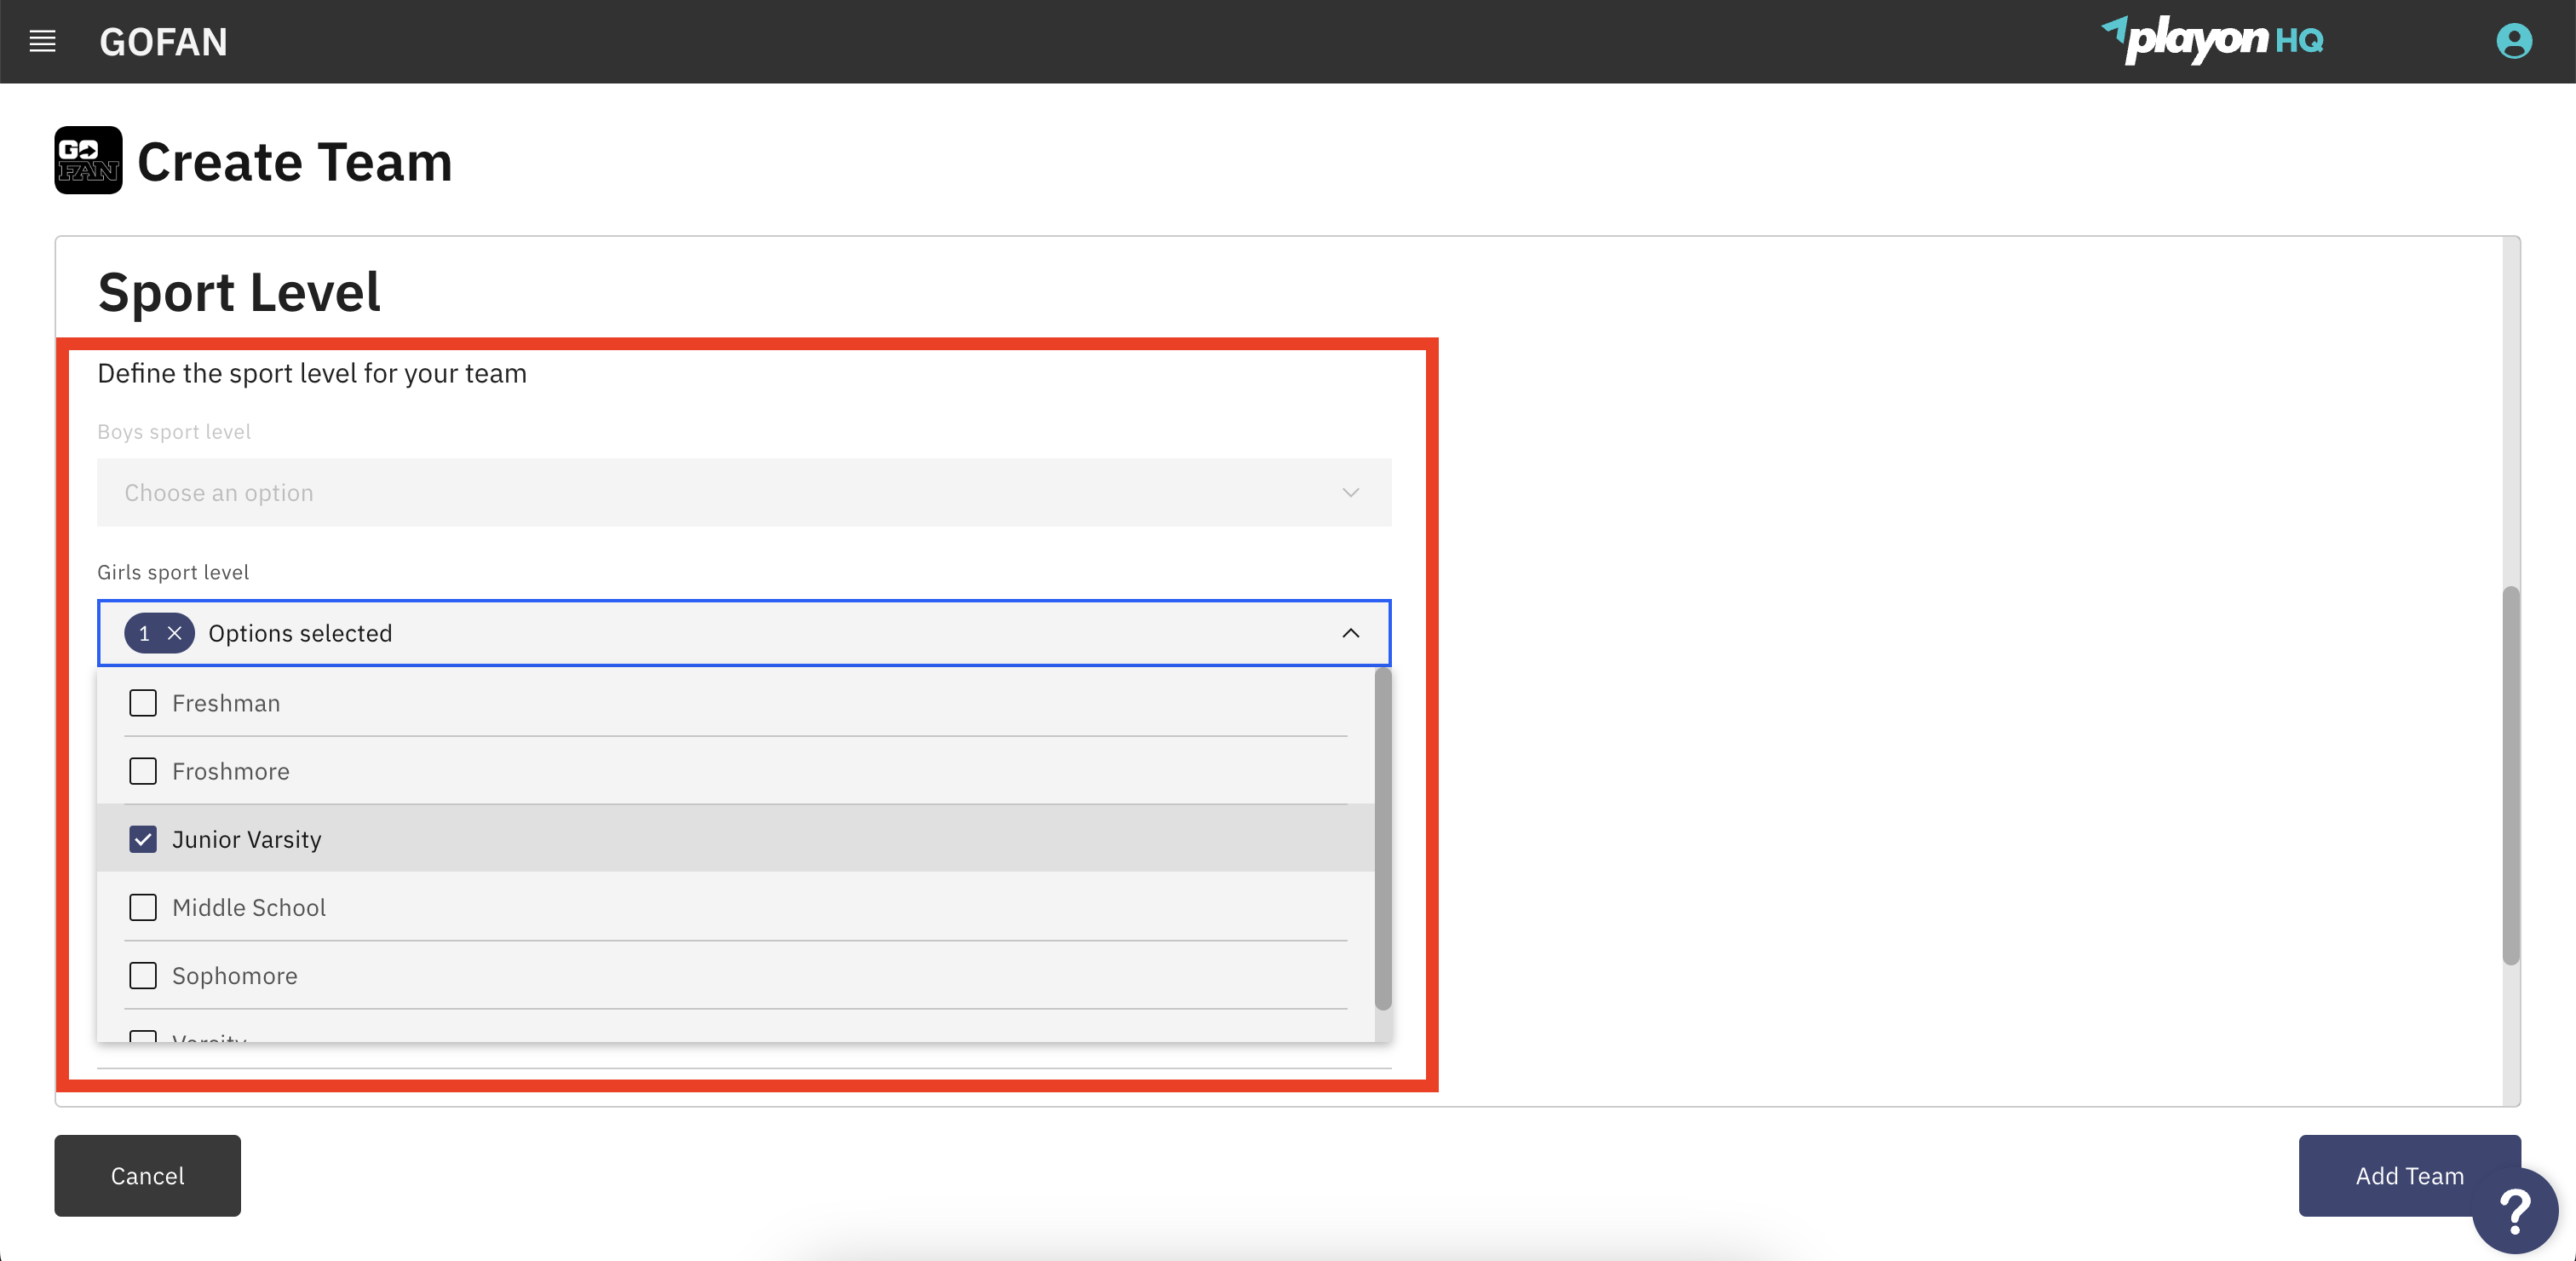 GOFAN
playon HQ
GO FAN
Create Team
Sport Level
Define the sport level for your team
Boys sport level
Choose an option
Girls sport level
1 Options selected
Freshman
Froshmore
Junior Varsity
Middle School
Sophomore
Varsity
Cancel
Add Team
?